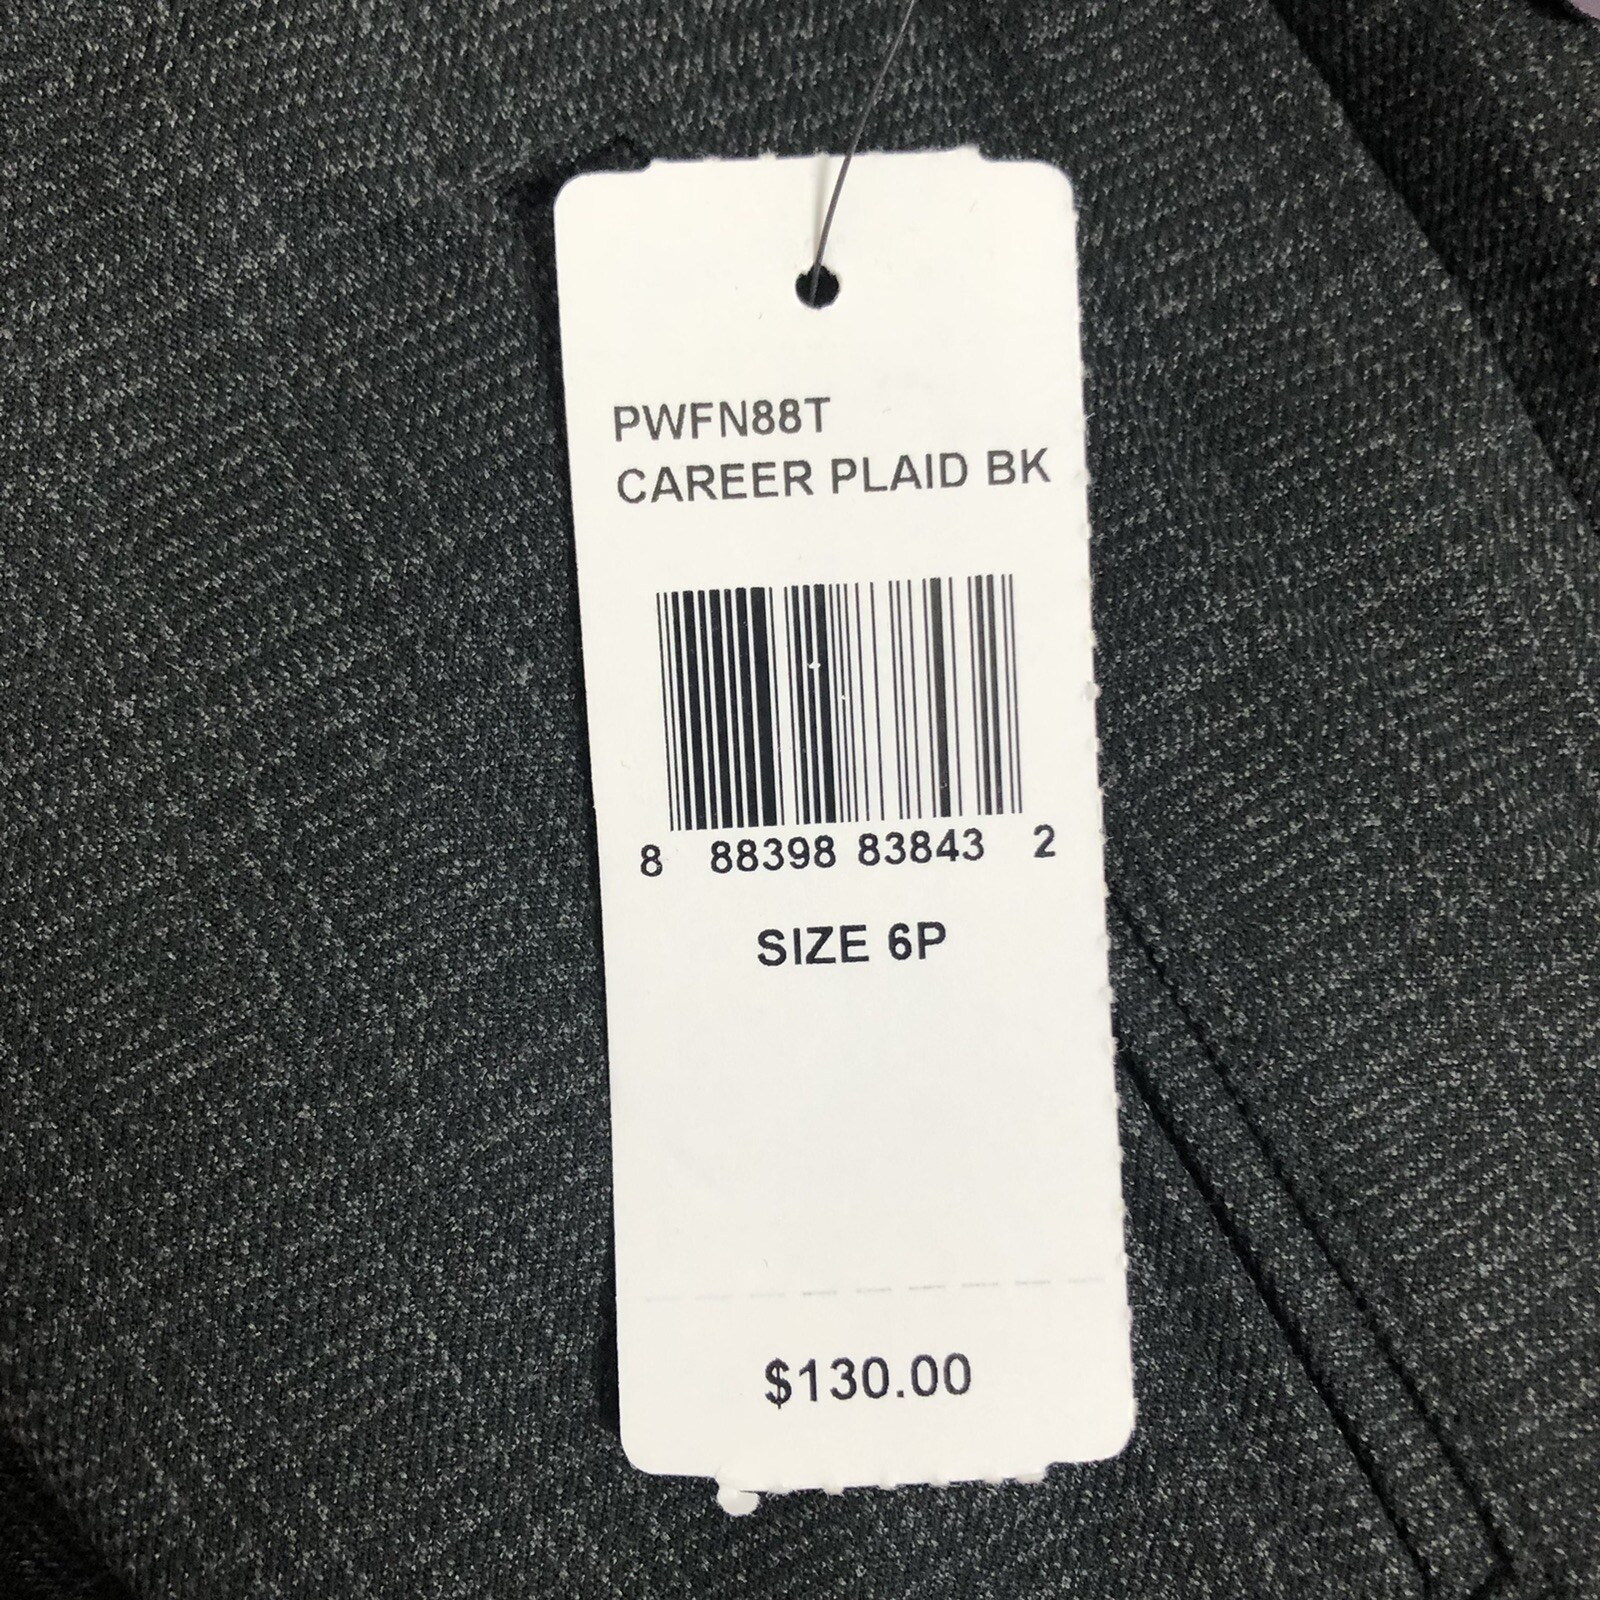 PWFN88T
CAREER PLAID BK
8 88398 83843 2
SIZE 6P
$130.00